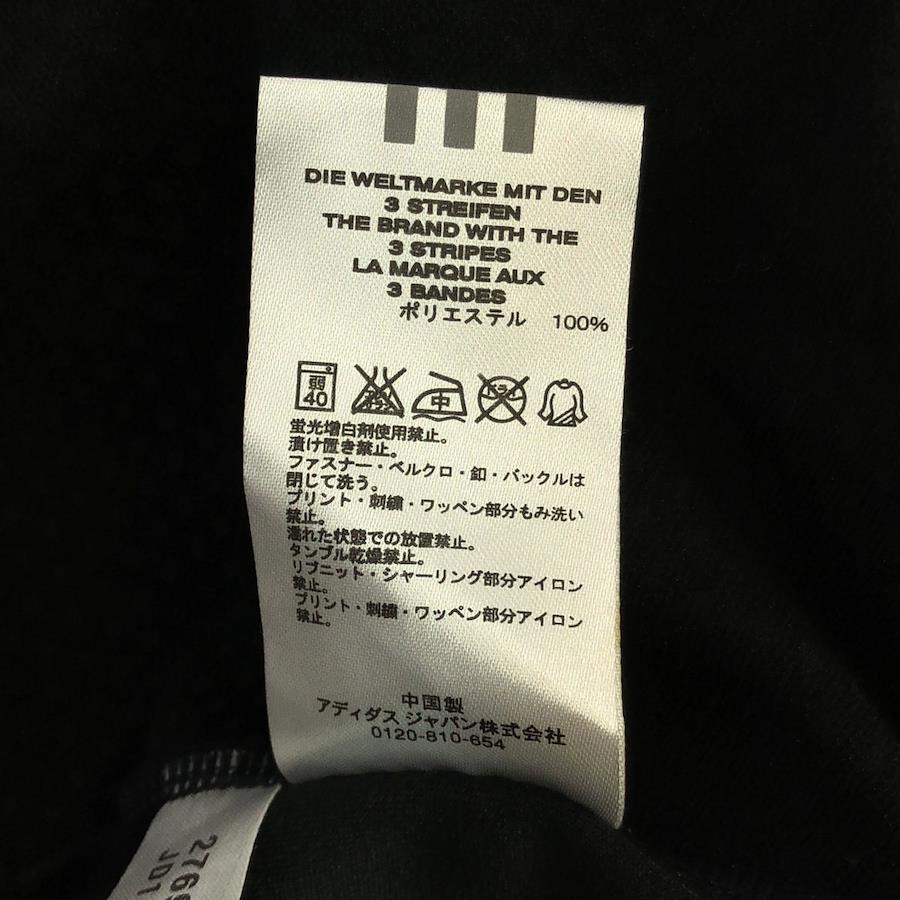 DIE WELTMARKE MIT DEN
3 STREIFEN
THE BRAND WITH THE
3 STRIPES
LA MARQUE AUX
3 BANDES
ポリエステル 100%
弱
40
中
ドライ
蛍光増白剤使用禁止。
漬け置き禁止。
ファスナー・ベルクロ・釦・バックルは
閉じて洗う。
プリント・刺繍・ワッペン部分もみ洗い
禁止。
濡れた状態での放置禁止。
タンブル乾燥禁止。
リブニット・シャーリング部分アイロン
禁止。
プリント・刺繍・ワッペン部分アイロン
禁止。
中国製
アディダス ジャパン株式会社
0120-810-654